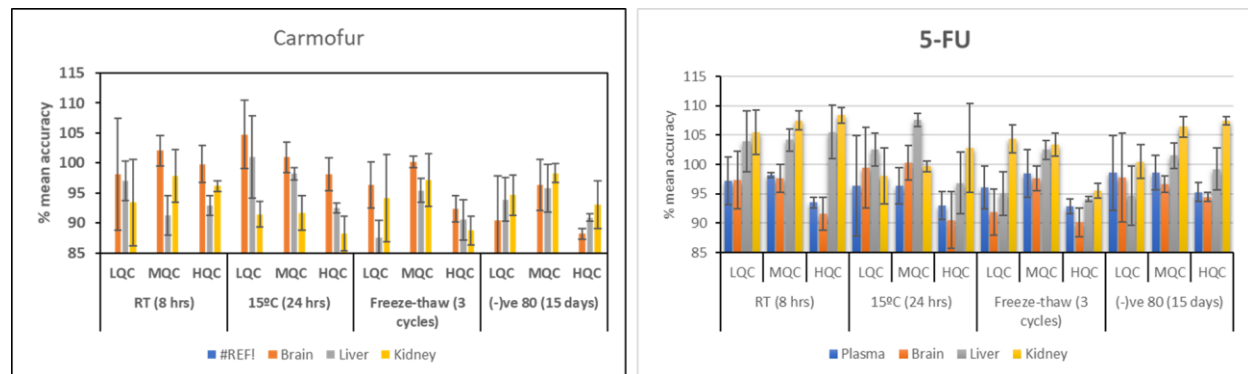 Carmofur
% mean accuracy
115
110
105
100
95
90
85
LQC MQC HQC LQC MQC HQC LQC MQC HQC LQC MQC HQC
RT (8 hrs) 15ºC (24 hrs) Freeze-thaw (3 cycles) (-)ve 80 (15 days)
#REF! Brain Liver Kidney
5-FU
% mean accuracy
115
110
105
100
95
90
85
LQC MQC HQC LQC MQC HQC LQC MQC HQC LQC MQC HQC
RT (8 hrs) 15ºC (24 hrs) Freeze-thaw (3 cycles) (-)ve 80 (15 days)
Plasma Brain Liver Kidney